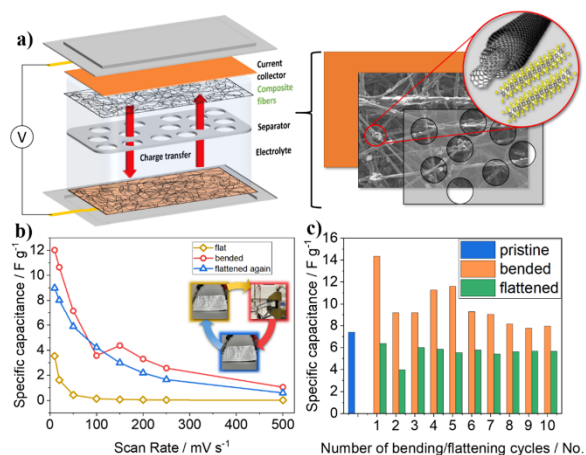 a)
Current
collector
Composite
fibers
Separator
Electrolyte
Charge transfer
V
b)
Specific capacitance / F g⁻¹
12
10
8
6
4
2
0
flat
bended
flattened again
0
100
200
300
400
500
Scan Rate / mV s⁻¹
c)
Specific capacitance / F g⁻¹
16
14
12
10
8
6
4
2
0
pristine
bended
flattened
1
2
3
4
5
6
7
8
9
10
Number of bending/flattening cycles / No.